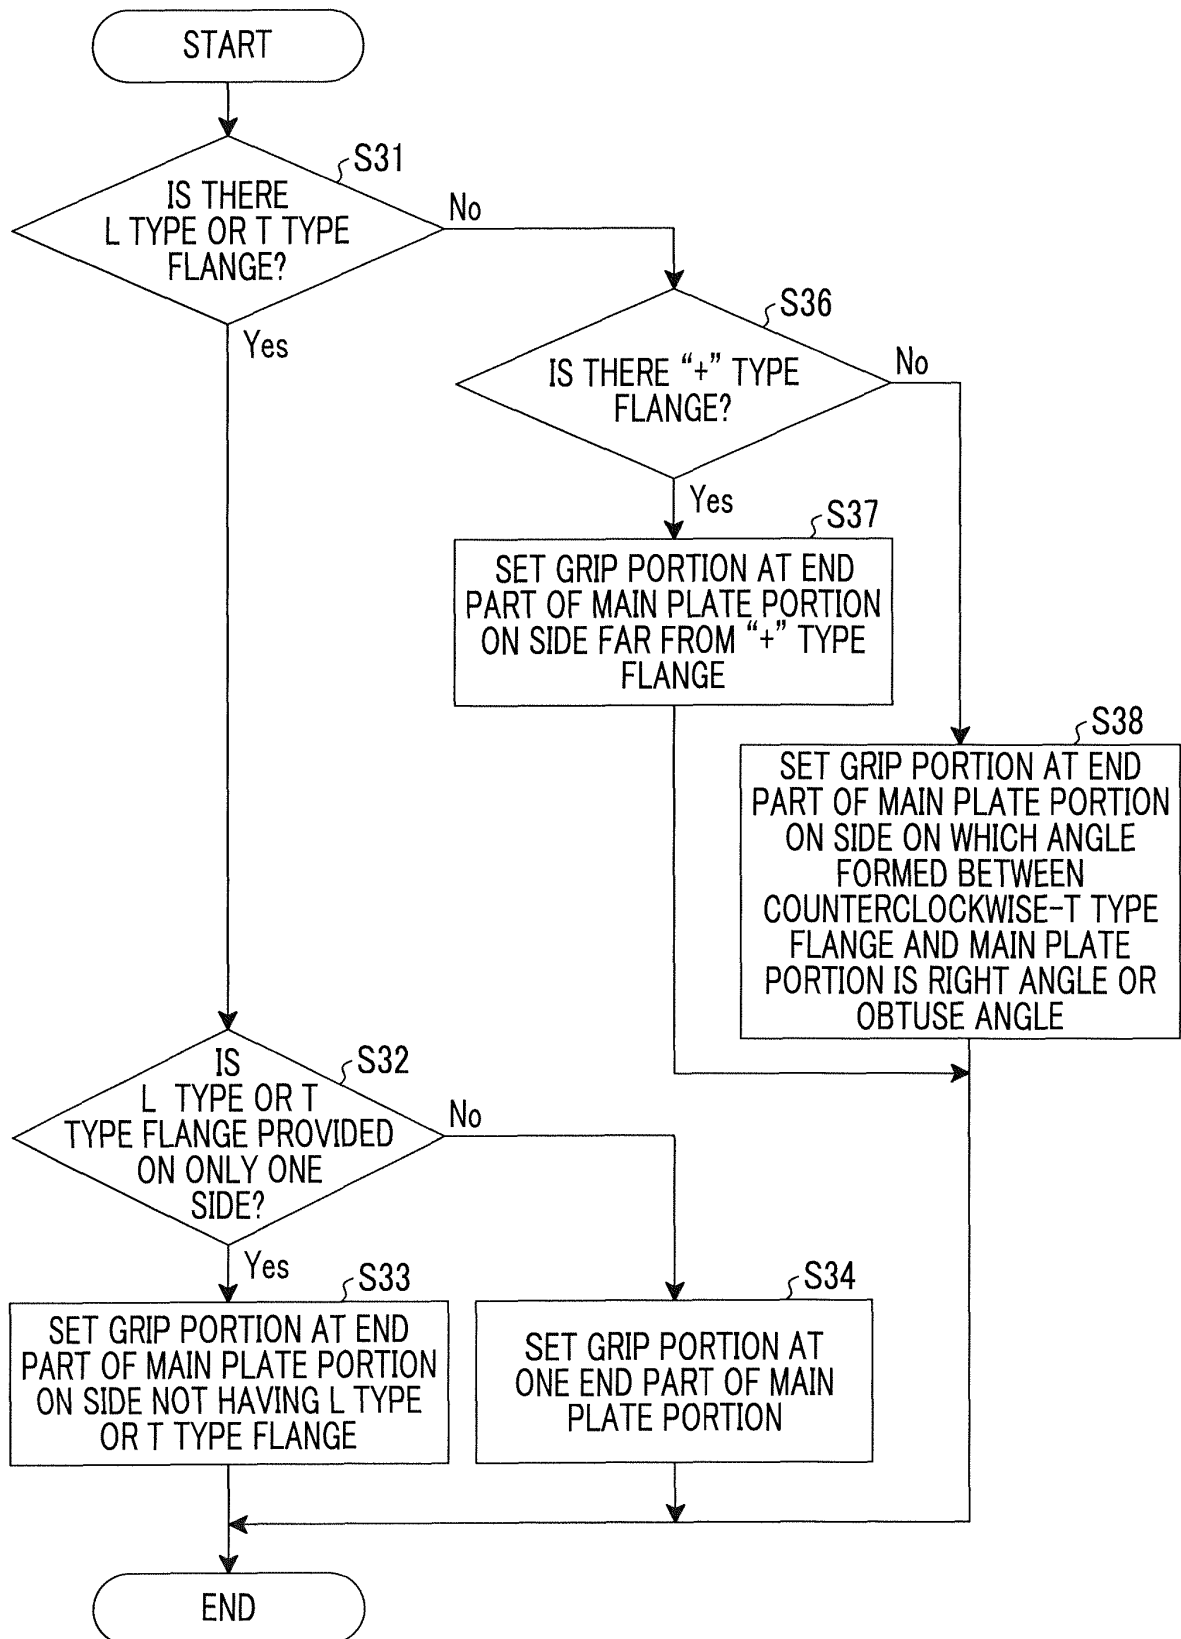 START
S31
IS THERE
L TYPE OR T TYPE
FLANGE?
No
Yes
S36
IS THERE “+” TYPE
FLANGE?
No
Yes
S37
SET GRIP PORTION AT END
PART OF MAIN PLATE PORTION
ON SIDE FAR FROM “+” TYPE
FLANGE
S38
SET GRIP PORTION AT END
PART OF MAIN PLATE PORTION
ON SIDE ON WHICH ANGLE
FORMED BETWEEN
COUNTERCLOCKWISE-T TYPE
FLANGE AND MAIN PLATE
PORTION IS RIGHT ANGLE OR
OBTUSE ANGLE
S32
IS
L TYPE OR T
TYPE FLANGE PROVIDED
ON ONLY ONE
SIDE?
No
Yes
S33
SET GRIP PORTION AT END
PART OF MAIN PLATE PORTION
ON SIDE NOT HAVING L TYPE
OR T TYPE FLANGE
S34
SET GRIP PORTION AT
ONE END PART OF MAIN
PLATE PORTION
END